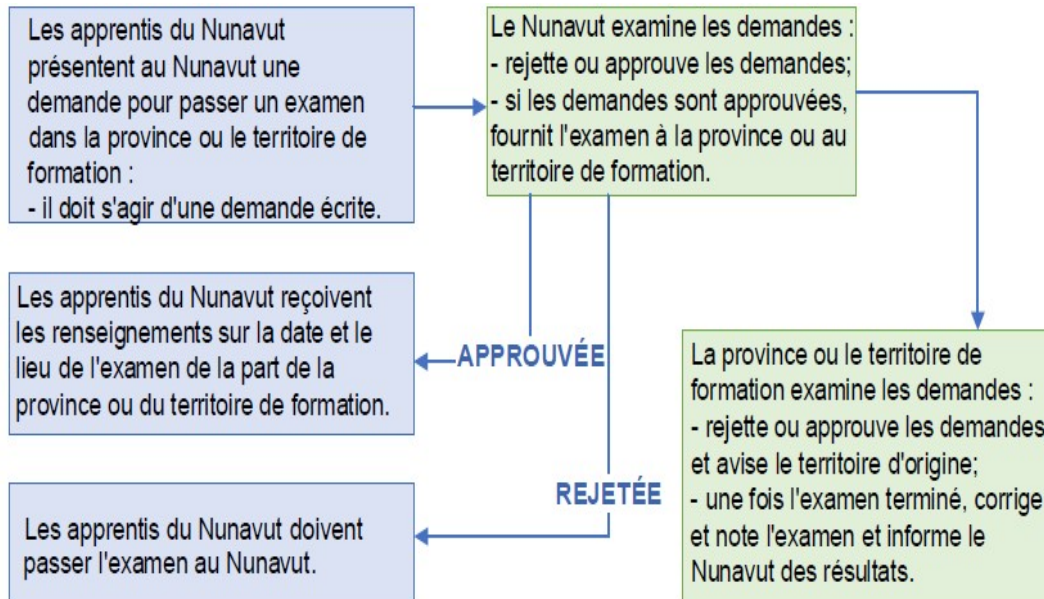 Les apprentis du Nunavut
présentent au Nunavut une
demande pour passer un examen
dans la province ou le territoire de
formation :
- il doit s'agir d'une demande écrite.
Le Nunavut examine les demandes :
- rejette ou approuve les demandes;
- si les demandes sont approuvées,
fournit l'examen à la province ou au
territoire de formation.
Les apprentis du Nunavut reçoivent
les renseignements sur la date et le
lieu de l'examen de la part de la
province ou du territoire de formation.
APPROUVÉE
La province ou le territoire de
formation examine les demandes :
- rejette ou approuve les demandes
et avise le territoire d'origine;
- une fois l'examen terminé, corrige
et note l'examen et informe le
Nunavut des résultats.
REJETÉE
Les apprentis du Nunavut doivent
passer l'examen au Nunavut.